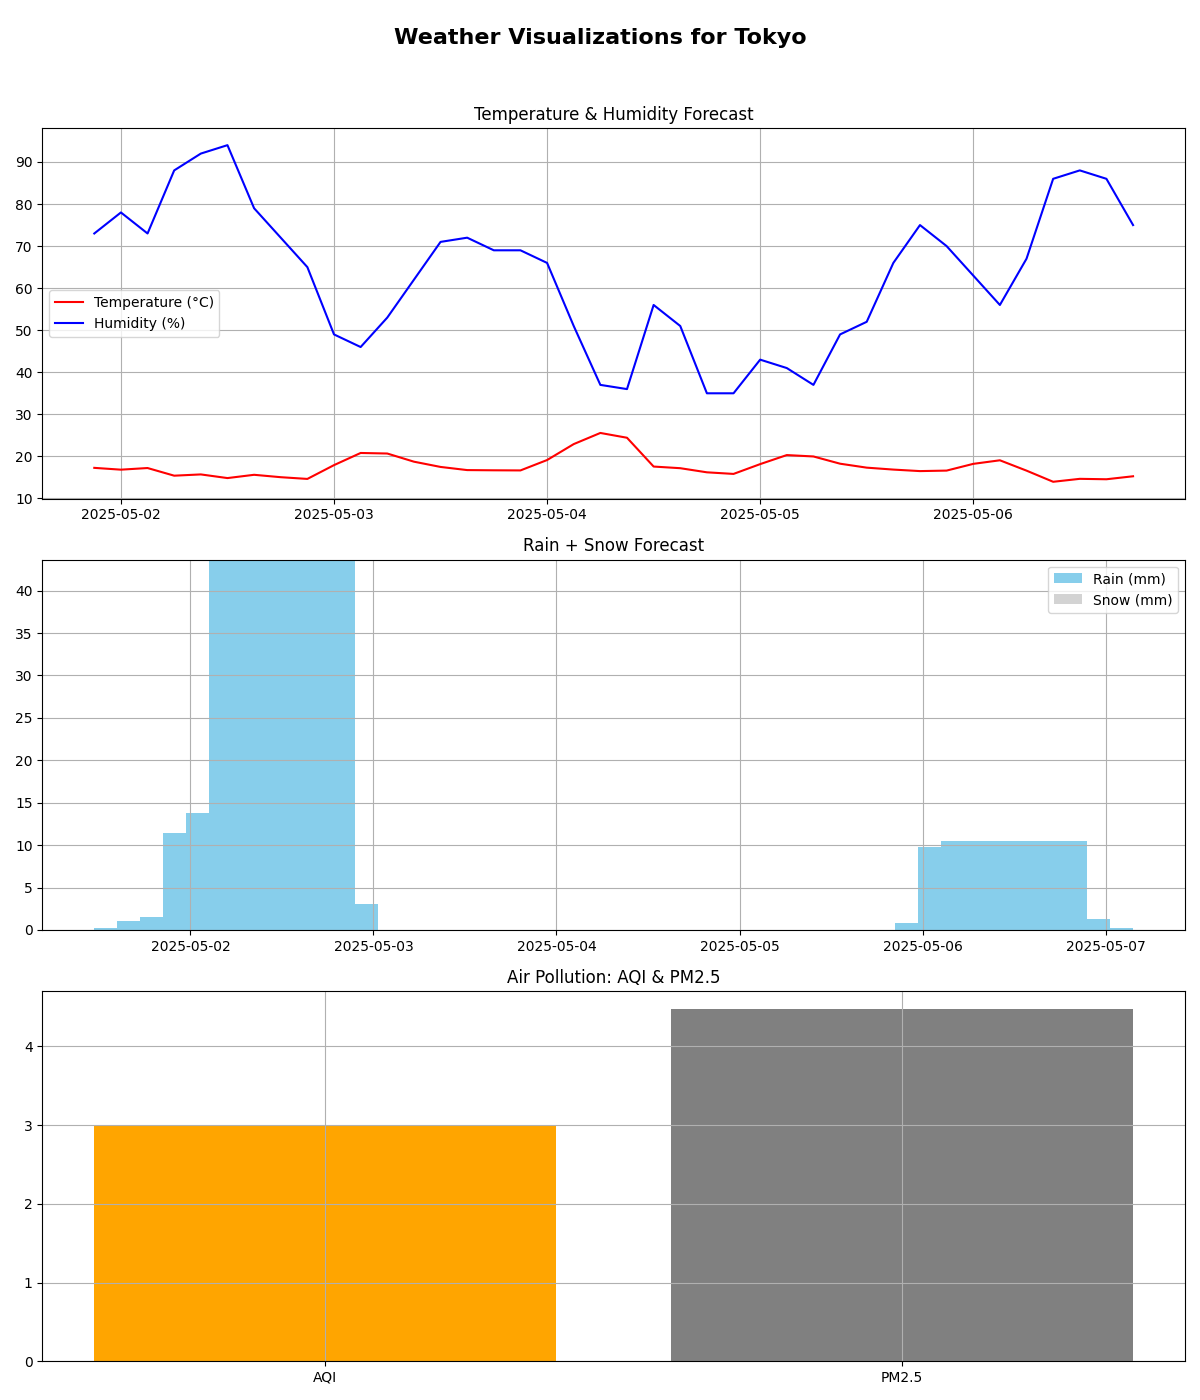 Weather Visualizations for Tokyo
Temperature & Humidity Forecast
90
80
70
60
50
40
30
20
10
Temperature (°C)
Humidity (%)
2025-05-02 2025-05-03 2025-05-04 2025-05-05 2025-05-06
Rain + Snow Forecast
40
35
30
25
20
15
10
5
0
Rain (mm)
Snow (mm)
2025-05-02 2025-05-03 2025-05-04 2025-05-05 2025-05-06 2025-05-07
Air Pollution: AQI & PM2.5
4
3
2
1
0
AQI PM2.5